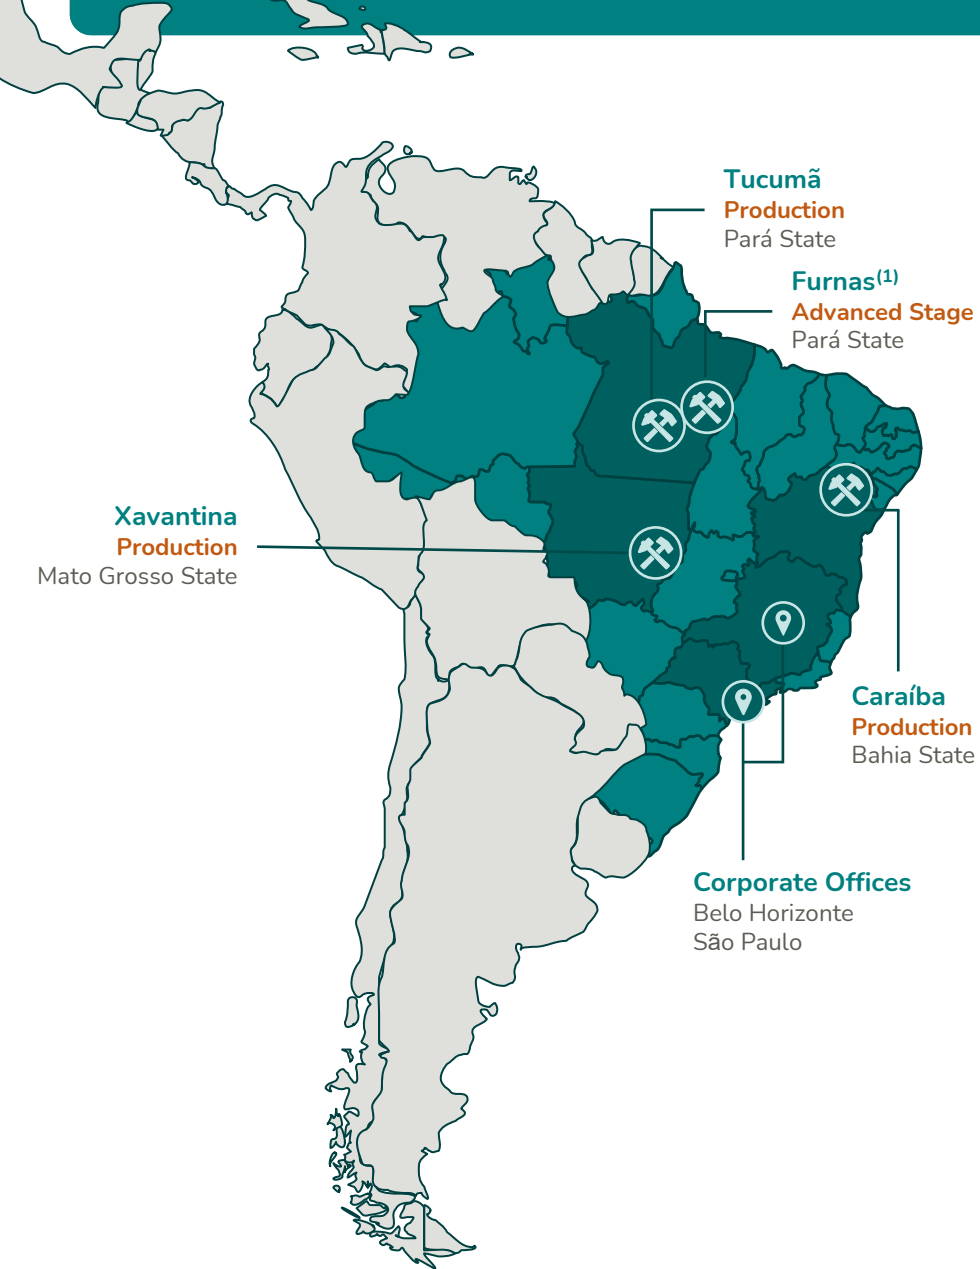 Tucumã
Production
Pará State
Furnas(1)
Advanced Stage
Pará State
Xavantina
Production
Mato Grosso State
Caraíba
Production
Bahia State
Corporate Offices
Belo Horizonte
São Paulo